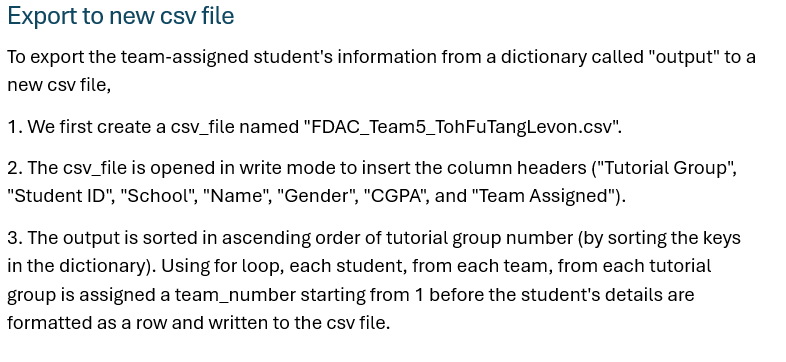 Export to new csv file
To export the team-assigned student's information from a dictionary called "output" to a
new csv file,
1. We first create a csv_file named "FDAC_Team5_TohFuTangLevon.csv".
2. The csv_file is opened in write mode to insert the column headers ("Tutorial Group",
"Student ID", "School", "Name", "Gender", "CGPA", and "Team Assigned").
3. The output is sorted in ascending order of tutorial group number (by sorting the keys
in the dictionary). Using for loop, each student, from each team, from each tutorial
group is assigned a team_number starting from 1 before the student's details are
formatted as a row and written to the csv file.